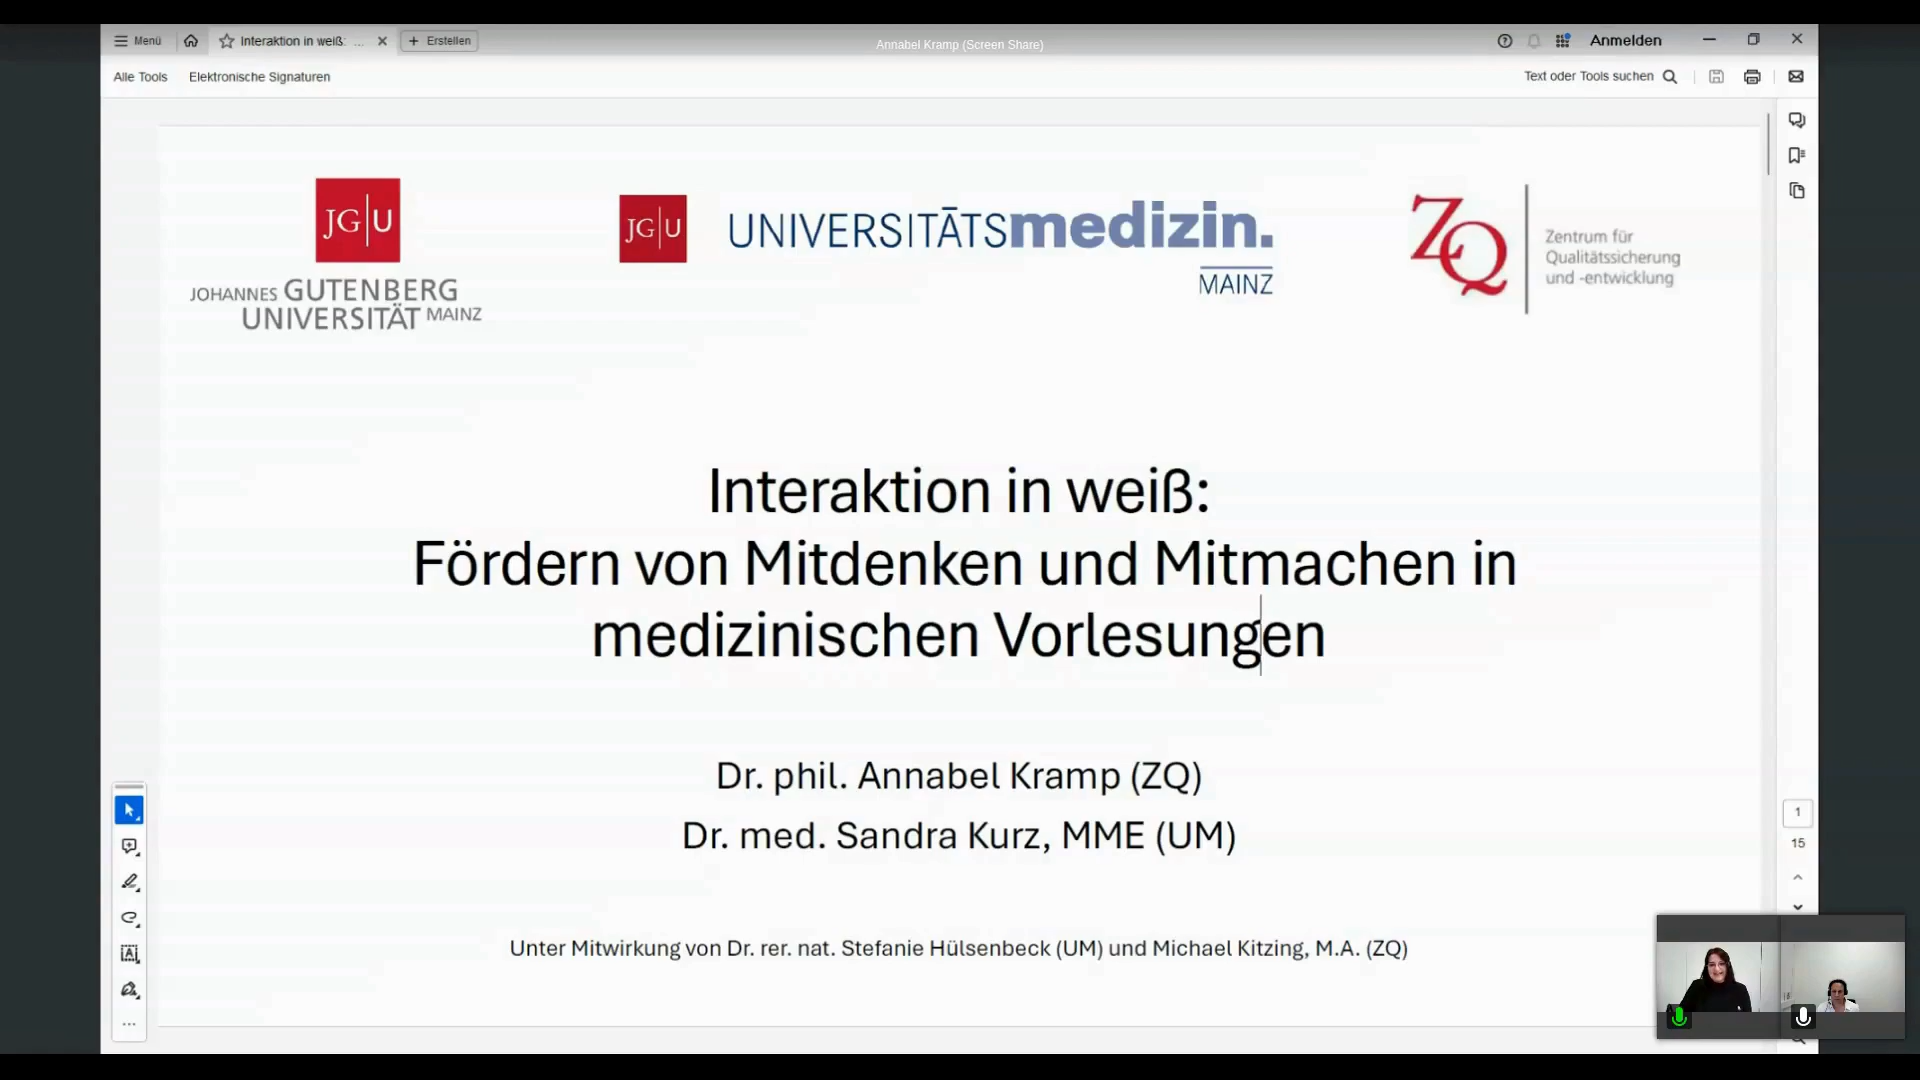 Menü
Interaktion in weiß: ...
Erstellen
Annabel Kramp (Screen Share)
Anmelden
Alle Tools
Elektronische Signaturen
Text oder Tools suchen
JG|U
JOHANNES GUTENBERG
UNIVERSITÄT MAINZ
JG|U
UNIVERSITÄTSmedizin.
MAINZ
ZQ
Zentrum für
Qualitätssicherung
und -entwicklung
Interaktion in weiß:
Fördern von Mitdenken und Mitmachen in
medizinischen Vorlesungen
Dr. phil. Annabel Kramp (ZQ)
Dr. med. Sandra Kurz, MME (UM)
Unter Mitwirkung von Dr. rer. nat. Stefanie Hülsenbeck (UM) und Michael Kitzing, M.A. (ZQ)
1
15